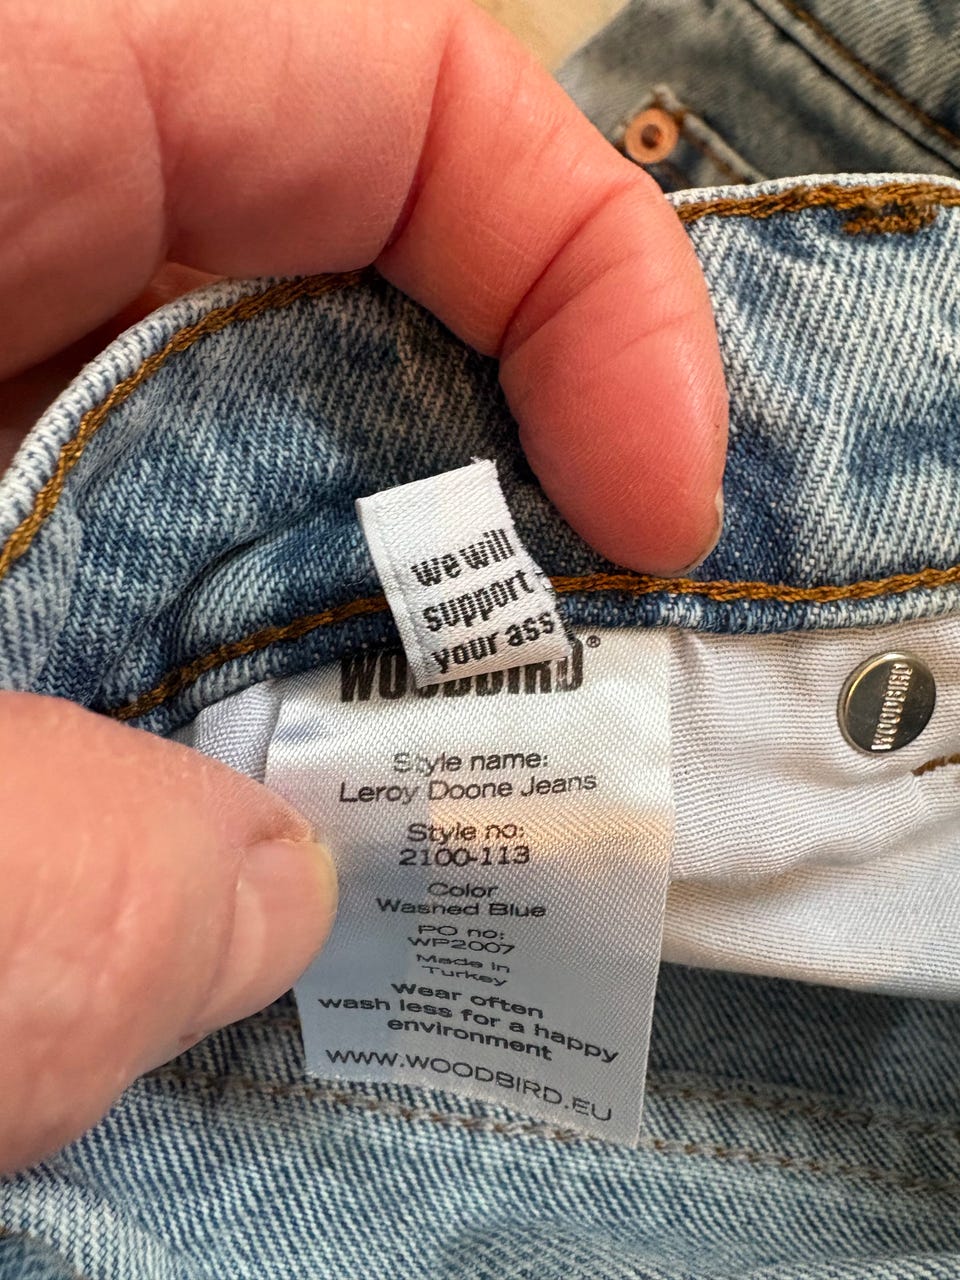 we will
support
your ass
WOODBIRD®
Style name:
Leroy Doone Jeans
Style no:
2100-113
Color
Washed Blue
PO no:
WP2007
Made in
Turkey
Wear often
wash less for a happy
environment
WWW.WOODBIRD.EU
WOODBIRD